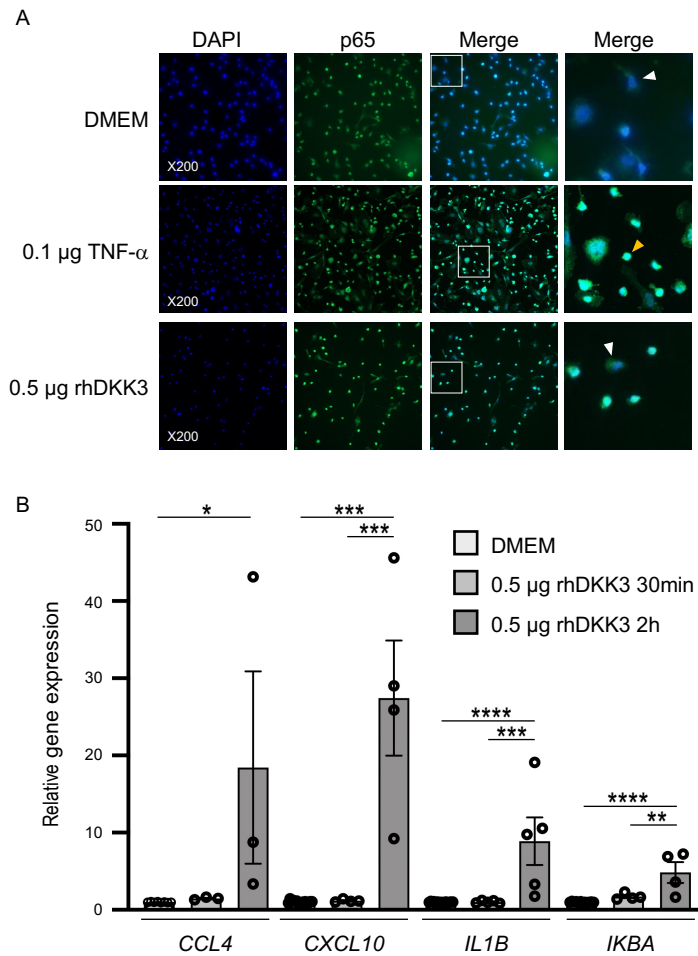 A
DAPI p65 Merge Merge
DMEM
X200
0.1 µg TNF-α
X200
0.5 µg rhDKK3
X200
B
Relative gene expression
50
40
30
20
10
0
* *** *** **** *** **** **
DMEM
0.5 µg rhDKK3 30min
0.5 µg rhDKK3 2h
CCL4 CXCL10 IL1B IKBA